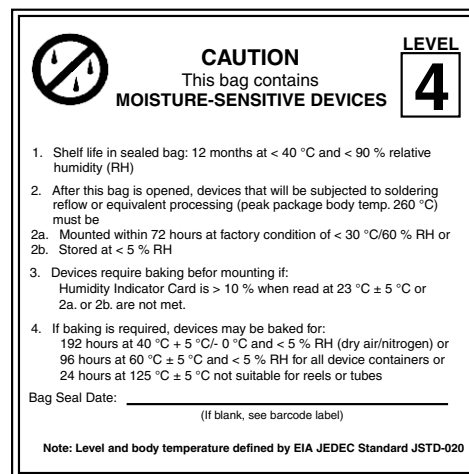 LEVEL
CAUTION
This bag contains
MOISTURE-SENSITIVE DEVICES
4
1. Shelf life in sealed bag: 12 months at < 40 °C and < 90 % relative
humidity (RH)
2. After this bag is opened, devices that will be subjected to soldering
reflow or equivalent processing (peak package body temp. 260 °C)
must be
2a. Mounted within 72 hours at factory condition of < 30 °C/60 % RH or
2b. Stored at < 5 % RH
3. Devices require baking befor mounting if:
Humidity Indicator Card is > 10 % when read at 23 °C ± 5 °C or
2a. or 2b. are not met.
4. If baking is required, devices may be baked for:
192 hours at 40 °C + 5 °C/- 0 °C and < 5 % RH (dry air/nitrogen) or
96 hours at 60 °C ± 5 °C and < 5 % RH for all device containers or
24 hours at 125 °C ± 5 °C not suitable for reels or tubes
Bag Seal Date:
(If blank, see barcode label)
Note: Level and body temperature defined by EIA JEDEC Standard JSTD-020